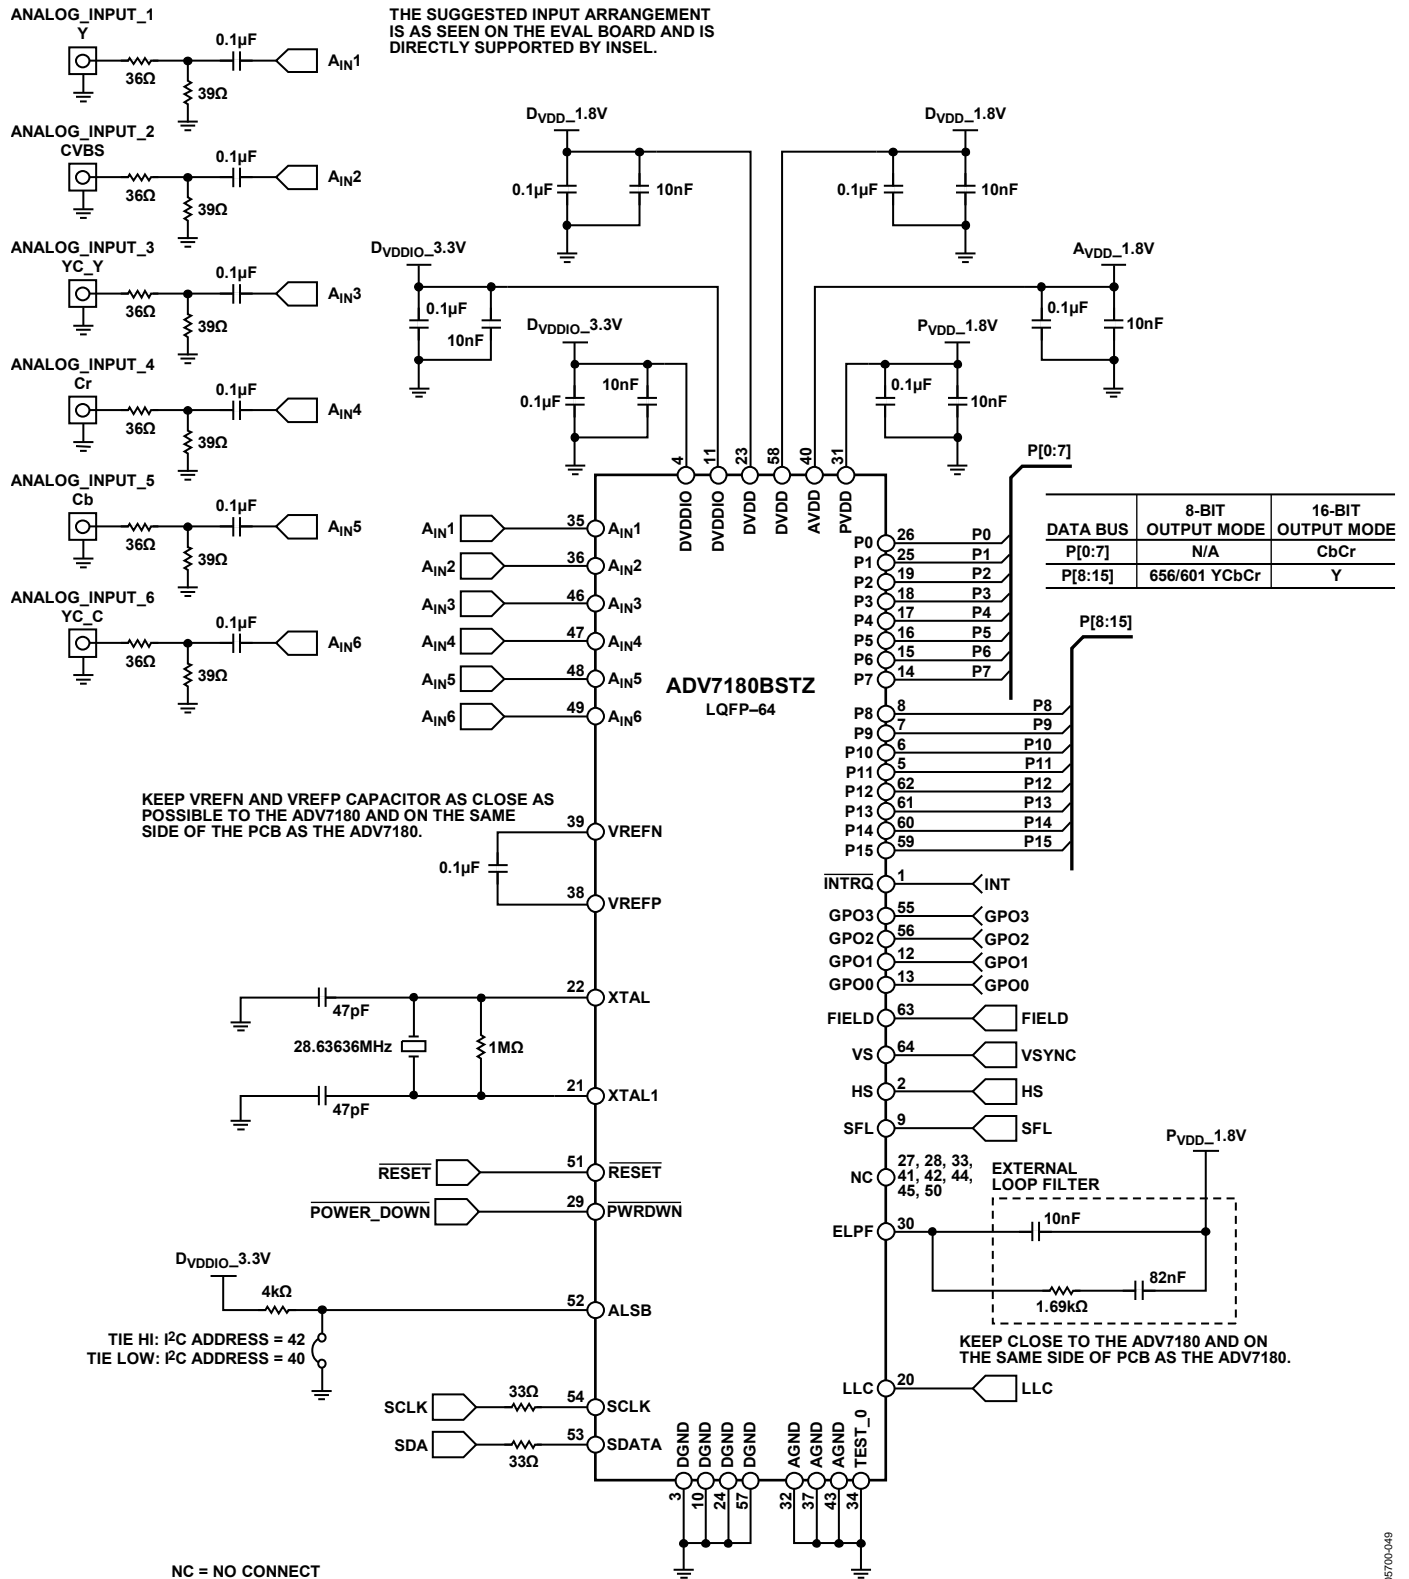 ANALOG_INPUT_1
Y
0.1µF
36Ω
39Ω
AIN1
THE SUGGESTED INPUT ARRANGEMENT
IS AS SEEN ON THE EVAL BOARD AND IS
DIRECTLY SUPPORTED BY INSEL.
ANALOG_INPUT_2
CVBS
0.1µF
36Ω
39Ω
AIN2
ANALOG_INPUT_3
YC_Y
0.1µF
36Ω
39Ω
AIN3
ANALOG_INPUT_4
Cr
0.1µF
36Ω
39Ω
AIN4
ANALOG_INPUT_5
Cb
0.1µF
36Ω
39Ω
AIN5
ANALOG_INPUT_6
YC_C
0.1µF
36Ω
39Ω
AIN6
DVDD_1.8V
0.1µF
10nF
DVDD_1.8V
0.1µF
10nF
DVDDIO_3.3V
0.1µF
10nF
DVDDIO_3.3V
0.1µF
10nF
AVDD_1.8V
0.1µF
10nF
PVDD_1.8V
0.1µF
10nF
4
11
23
58
40
31
DVDDIO
DVDDIO
DVDD
DVDD
AVDD
PVDD
P[0:7]
DATA BUS 8-BIT OUTPUT MODE 16-BIT OUTPUT MODE
P[0:7] N/A CbCr
P[8:15] 656/601 YCbCr Y
P[8:15]
AIN1 35 AIN1
AIN2 36 AIN2
AIN3 46 AIN3
AIN4 47 AIN4
AIN5 48 AIN5
AIN6 49 AIN6
ADV7180BSTZ
LQFP–64
P0 26 P0
P1 25 P1
P2 19 P2
P3 18 P3
P4 17 P4
P5 16 P5
P6 15 P6
P7 14 P7
P8 8 P8
P9 7 P9
P10 6 P10
P11 5 P11
P12 62 P12
P13 61 P13
P14 60 P14
P15 59 P15
KEEP VREFN AND VREFP CAPACITOR AS CLOSE AS
POSSIBLE TO THE ADV7180 AND ON THE SAME
SIDE OF THE PCB AS THE ADV7180.
39 VREFN
0.1µF
38 VREFP
INTRQ 1 INT
GPO3 55 GPO3
GPO2 56 GPO2
GPO1 12 GPO1
GPO0 13 GPO0
FIELD 63 FIELD
VS 64 VSYNC
HS 2 HS
SFL 9 SFL
22 XTAL
47pF
28.63636MHz
1MΩ
21 XTAL1
47pF
RESET 51 RESET
POWER_DOWN 29 PWRDWN
NC 27, 28, 33,
41, 42, 44,
45, 50
PVDD_1.8V
EXTERNAL
LOOP FILTER
ELPF 30
10nF
82nF
1.69kΩ
KEEP CLOSE TO THE ADV7180 AND ON
THE SAME SIDE OF PCB AS THE ADV7180.
DVDDIO_3.3V
4kΩ
52 ALSB
TIE HI: I2C ADDRESS = 42
TIE LOW: I2C ADDRESS = 40
LLC 20 LLC
SCLK 33Ω 54 SCLK
SDA 33Ω 53 SDATA
DGND
DGND
DGND
DGND
AGND
AGND
AGND
TEST_0
3
10
24
57
32
37
43
34
NC = NO CONNECT
05700-049